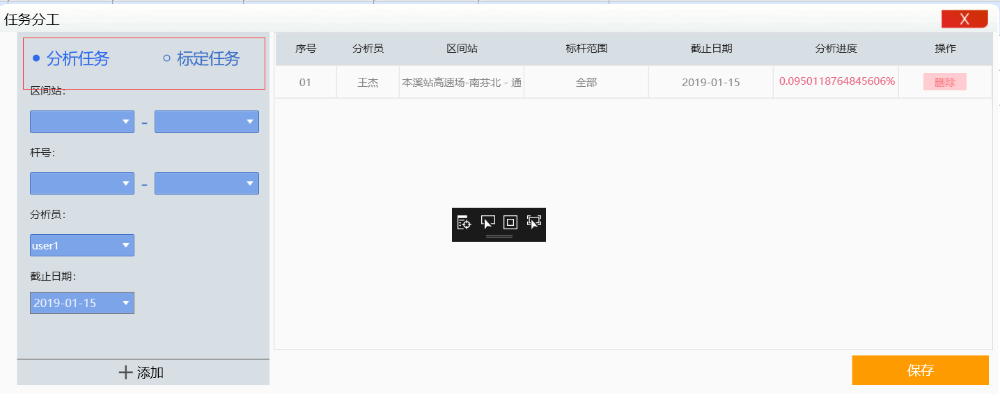 任务分工
X
分析任务 标定任务
区间站:
-
杆号:
-
分析员:
user1
截止日期:
2019-01-15
添加
序号 分析员 区间站 标杆范围 截止日期 分析进度 操作
01 王杰 本溪站高速场-南芬北 - 通 全部 2019-01-15 0.0950118764845606% 删除
保存